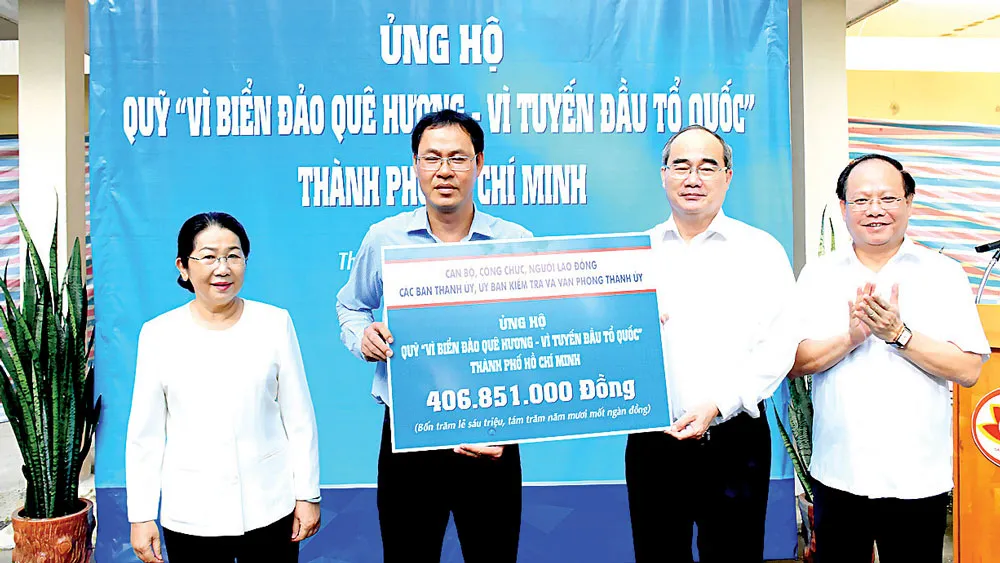 ỦNG HỘ
QUỸ “VÌ BIỂN ĐẢO QUÊ HƯƠNG - VÌ TUYẾN ĐẦU TỔ QUỐC”
THÀNH PHỐ CHÍ MINH
CÁN BỘ, CÔNG CHỨC, NGƯỜI LAO ĐỘNG
CÁC BAN THÀNH ỦY, ỦY BAN KIỂM TRA VÀ VĂN PHÒNG THÀNH ỦY
ỦNG HỘ
QUỸ “VÌ BIỂN ĐẢO QUÊ HƯƠNG - VÌ TUYẾN ĐẦU TỔ QUỐC”
THÀNH PHỐ HỒ CHÍ MINH
406.851.000 Đồng
(Bốn trăm lẻ sáu triệu, tám trăm năm mươi mốt ngàn đồng)